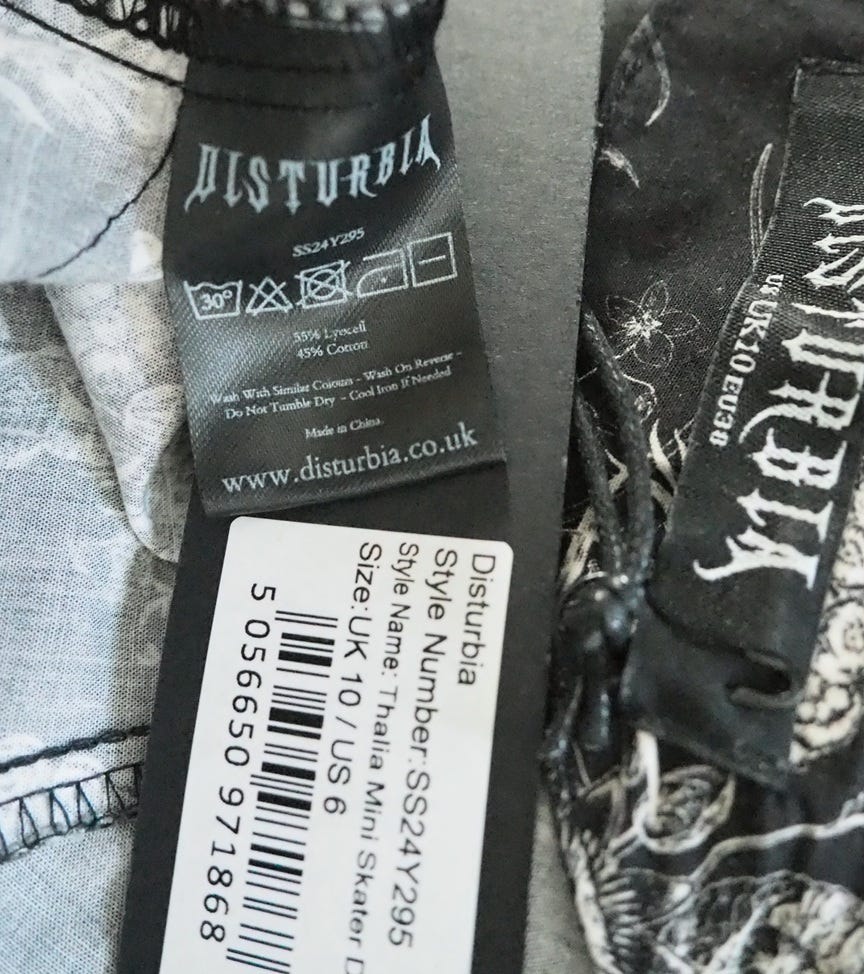 DISTURBIA
SS24Y295
30°
55% Lyocell
45% Cotton
Wash With Similar Colours - Wash On Reverse -
Do Not Tumble Dry - Cool Iron If Needed
Made in China.
www.disturbia.co.uk
Disturbia
Style Number:SS24Y295
Style Name: Thalia Mini Skater D
Size:UK 10 / US 6
5 056650 971868
DISTURBIA
UK10 EU38